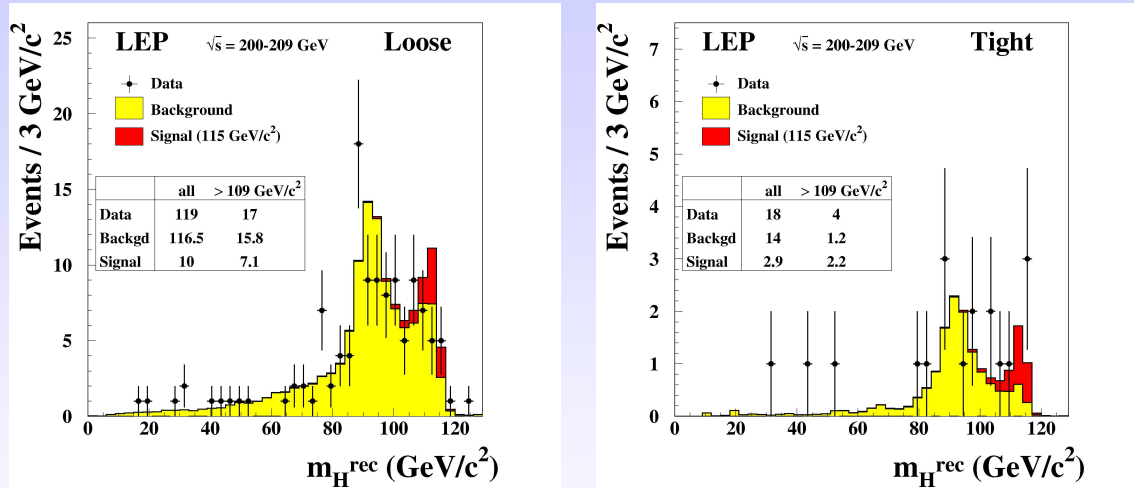 LEP √s = 200-209 GeV Loose
Data
Background
Signal (115 GeV/c²)
all > 109 GeV/c²
Data 119 17
Backgd 116.5 15.8
Signal 10 7.1
Events / 3 GeV/c²
25
20
15
10
5
0
0 20 40 60 80 100 120
m_H^rec (GeV/c²)
LEP √s = 200-209 GeV Tight
Data
Background
Signal (115 GeV/c²)
all > 109 GeV/c²
Data 18 4
Backgd 14 1.2
Signal 2.9 2.2
Events / 3 GeV/c²
7
6
5
4
3
2
1
0
0 20 40 60 80 100 120
m_H^rec (GeV/c²)